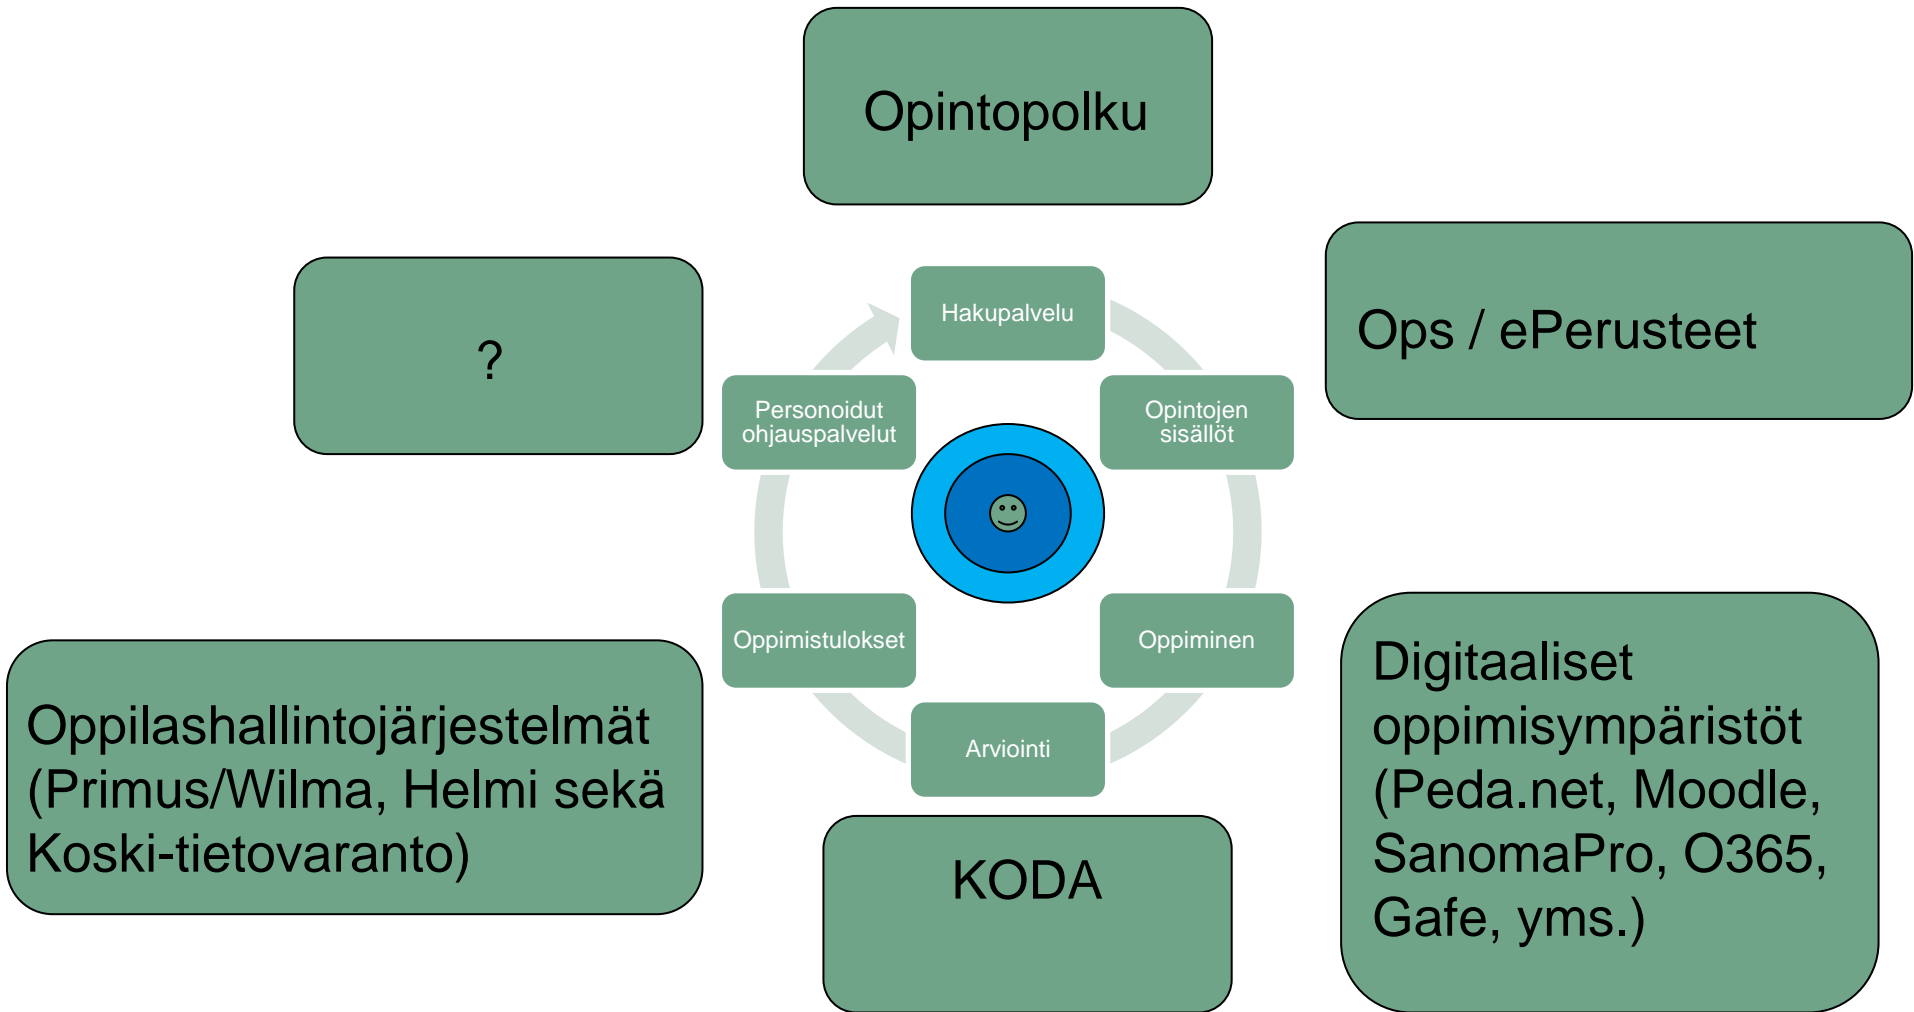 Opintopolku
Ops / ePerusteet
?
Hakupalvelu
Personoidut
ohjauspalvelut
Opintojen
sisällöt
Oppimistulokset
Oppiminen
Arviointi
Oppilashallintojärjestelmät
(Primus/Wilma, Helmi sekä
Koski-tietovaranto)
KODA
Digitaaliset
oppimisympäristöt
(Peda.net, Moodle,
SanomaPro, O365,
Gafe, yms.)